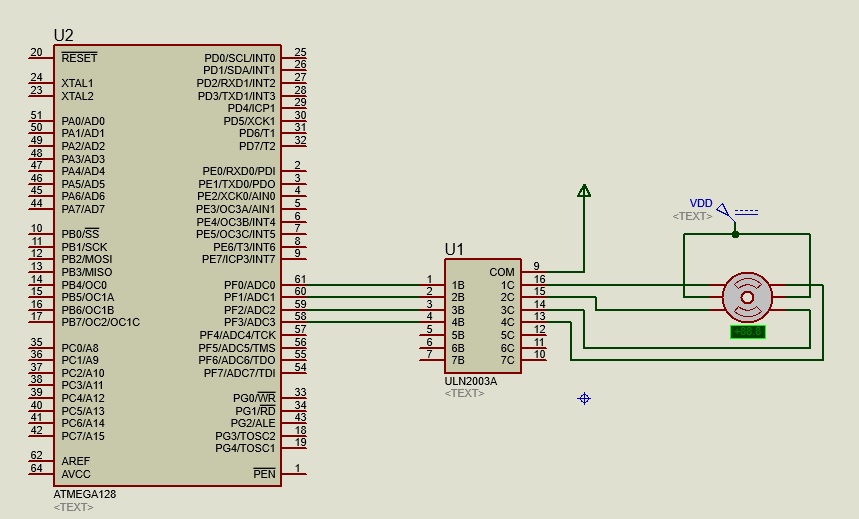 U2
20 RESET PD0/SCL/INT0 25
PD1/SDA/INT1 26
24 XTAL1 PD2/RXD1/INT2 27
23 XTAL2 PD3/TXD1/INT3 28
PD4/ICP1 29
51 PA0/AD0 PD5/XCK1 30
50 PA1/AD1 PD6/T1 31
49 PA2/AD2 PD7/T2 32
48 PA3/AD3
47 PA4/AD4 PE0/RXD0/PDI 2
46 PA5/AD5 PE1/TXD0/PDO 3
45 PA6/AD6 PE2/XCK0/AIN0 4
44 PA7/AD7 PE3/OC3A/AIN1 5
PE4/OC3B/INT4 6
10 PB0/SS PE5/OC3C/INT5 7
11 PB1/SCK PE6/T3/INT6 8
12 PB2/MOSI PE7/ICP3/INT7 9
13 PB3/MISO
14 PB4/OC0 PF0/ADC0 61
15 PB5/OC1A PF1/ADC1 60
16 PB6/OC1B PF2/ADC2 59
17 PB7/OC2/OC1C PF3/ADC3 58
PF4/ADC4/TCK 57
35 PC0/A8 PF5/ADC5/TMS 56
36 PC1/A9 PF6/ADC6/TDO 55
37 PC2/A10 PF7/ADC7/TDI 54
38 PC3/A11
39 PC4/A12 PG0/WR 33
40 PC5/A13 PG1/RD 34
41 PC6/A14 PG2/ALE 43
42 PC7/A15 PG3/TOSC2 18
PG4/TOSC1 19
62 AREF
64 AVCC PEN 1
ATMEGA128
<TEXT>
U1
COM 9
1 1B 1C 16
2 2B 2C 15
3 3B 3C 14
4 4B 4C 13
5 5B 5C 12
6 6B 6C 11
7 7B 7C 10
ULN2003A
<TEXT>
VDD
<TEXT>